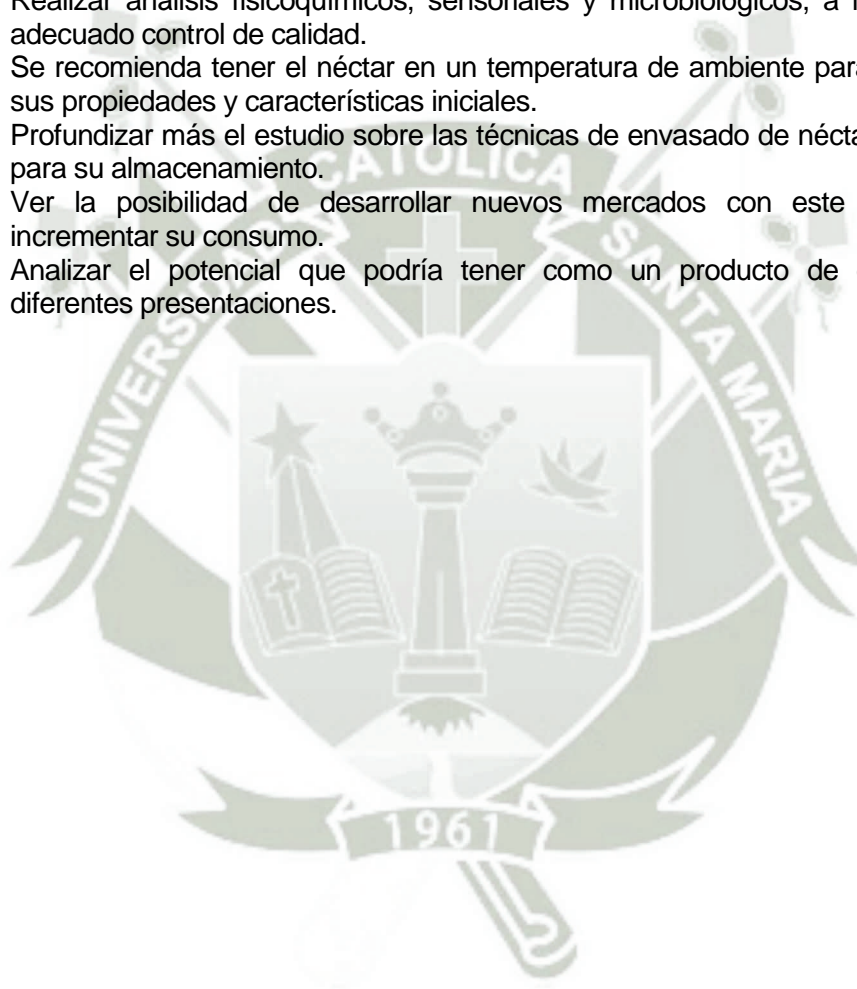 Realizar análisis fisicoquímicos, sensoriales y microbiológicos, a
adecuado control de calidad.
Se recomienda tener el néctar en un temperatura de ambiente para
sus propiedades y características iniciales.
Profundizar más el estudio sobre las técnicas de envasado de
para su almacenamiento.
Ver la posibilidad de desarrollar nuevos mercados con este
incrementar su consumo.
Analizar el potencial que podría tener como un producto de
diferentes presentaciones.
UNIVERSIDAD CATOLICA SANTA MARIA
1961